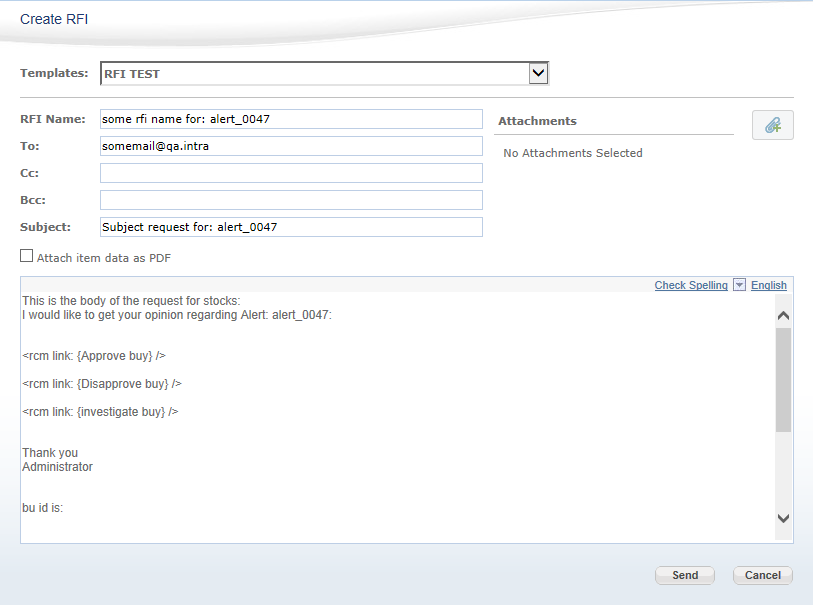 Create RFI
Templates: RFI TEST
RFI Name: some rfi name for: alert_0047
To: somemail@qa.intra
Cc:
Bcc:
Subject: Subject request for: alert_0047
Attachments
No Attachments Selected
Attach item data as PDF
Check Spelling English
This is the body of the request for stocks:
I would like to get your opinion regarding Alert: alert_0047:
<rcm link: {Approve buy} />
<rcm link: {Disapprove buy} />
<rcm link: {investigate buy} />
Thank you
Administrator
bu id is:
Send Cancel